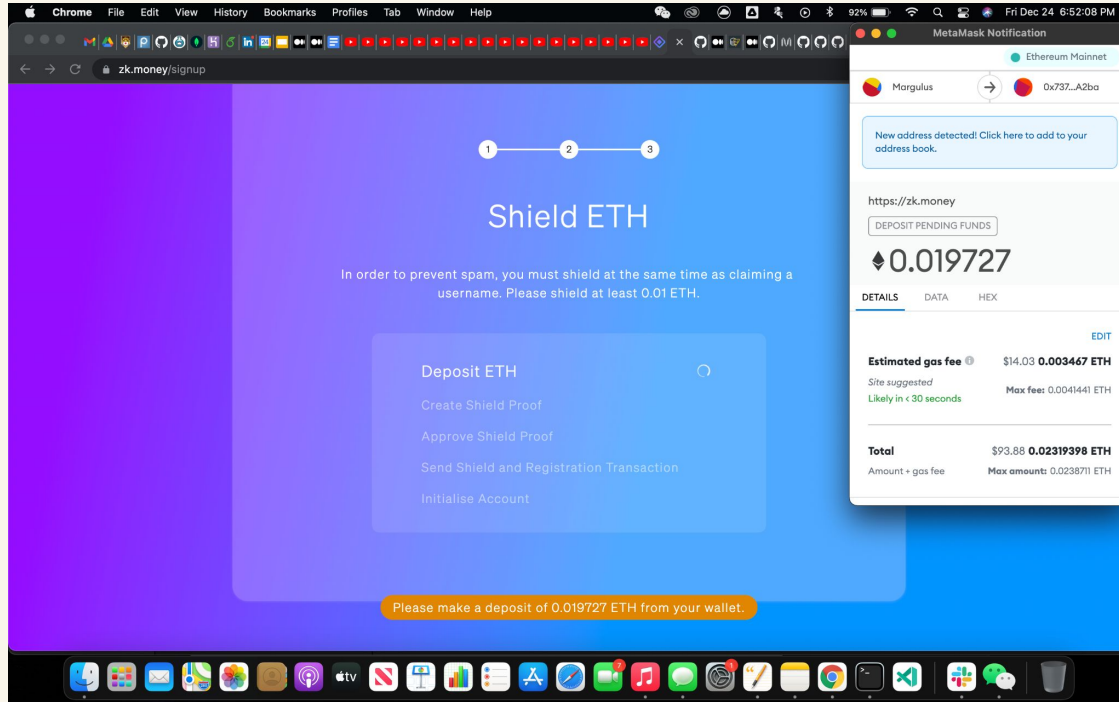 Chrome File Edit View History Bookmarks Profiles Tab Window Help
92% Fri Dec 24 6:52:08 PM
zk.money/signup
1 2 3
Shield ETH
In order to prevent spam, you must shield at the same time as claiming a
username. Please shield at least 0.01 ETH.
Deposit ETH
Create Shield Proof
Approve Shield Proof
Send Shield and Registration Transaction
Initialise Account
Please make a deposit of 0.019727 ETH from your wallet.
MetaMask Notification
Ethereum Mainnet
Margulus 0x737...A2ba
New address detected! Click here to add to your
address book.
https://zk.money
DEPOSIT PENDING FUNDS
0.019727
DETAILS DATA HEX
EDIT
Estimated gas fee $14.03 0.003467 ETH
Site suggested
Likely in < 30 seconds
Max fee: 0.0041441 ETH
Total $93.88 0.02319398 ETH
Amount + gas fee Max amount: 0.0238711 ETH
tv
7
1